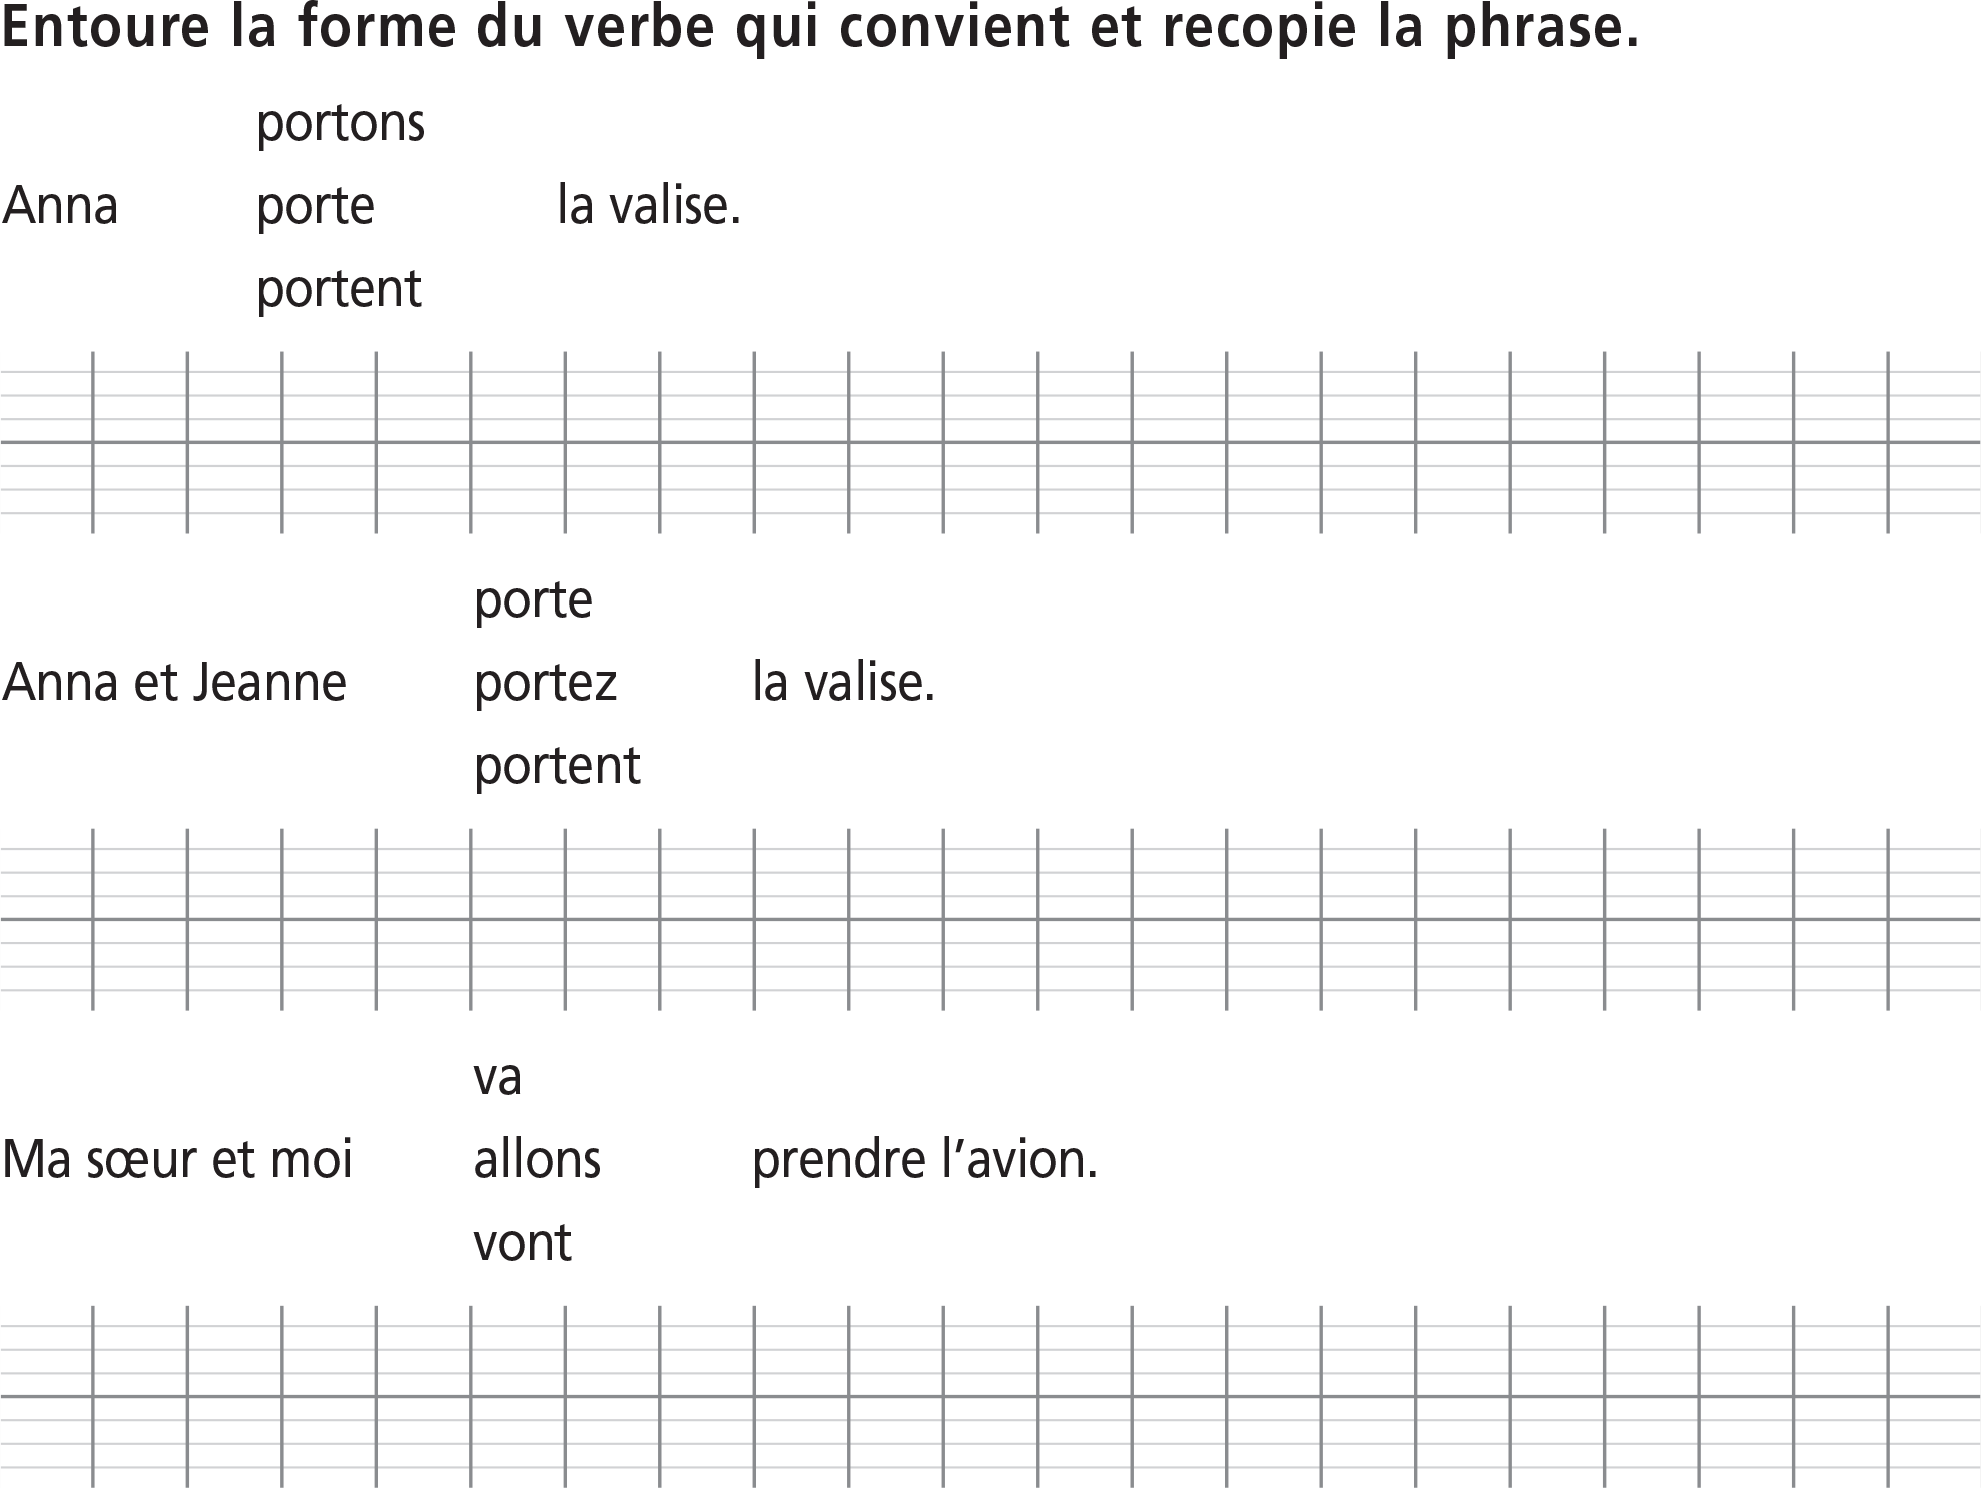 Entoure la forme du verbe qui convient et recopie la phrase.
portons
Anna porte la valise.
portent
porte
Anna et Jeanne portez la valise.
portent
va
Ma sœur et moi allons prendre l’avion.
vont